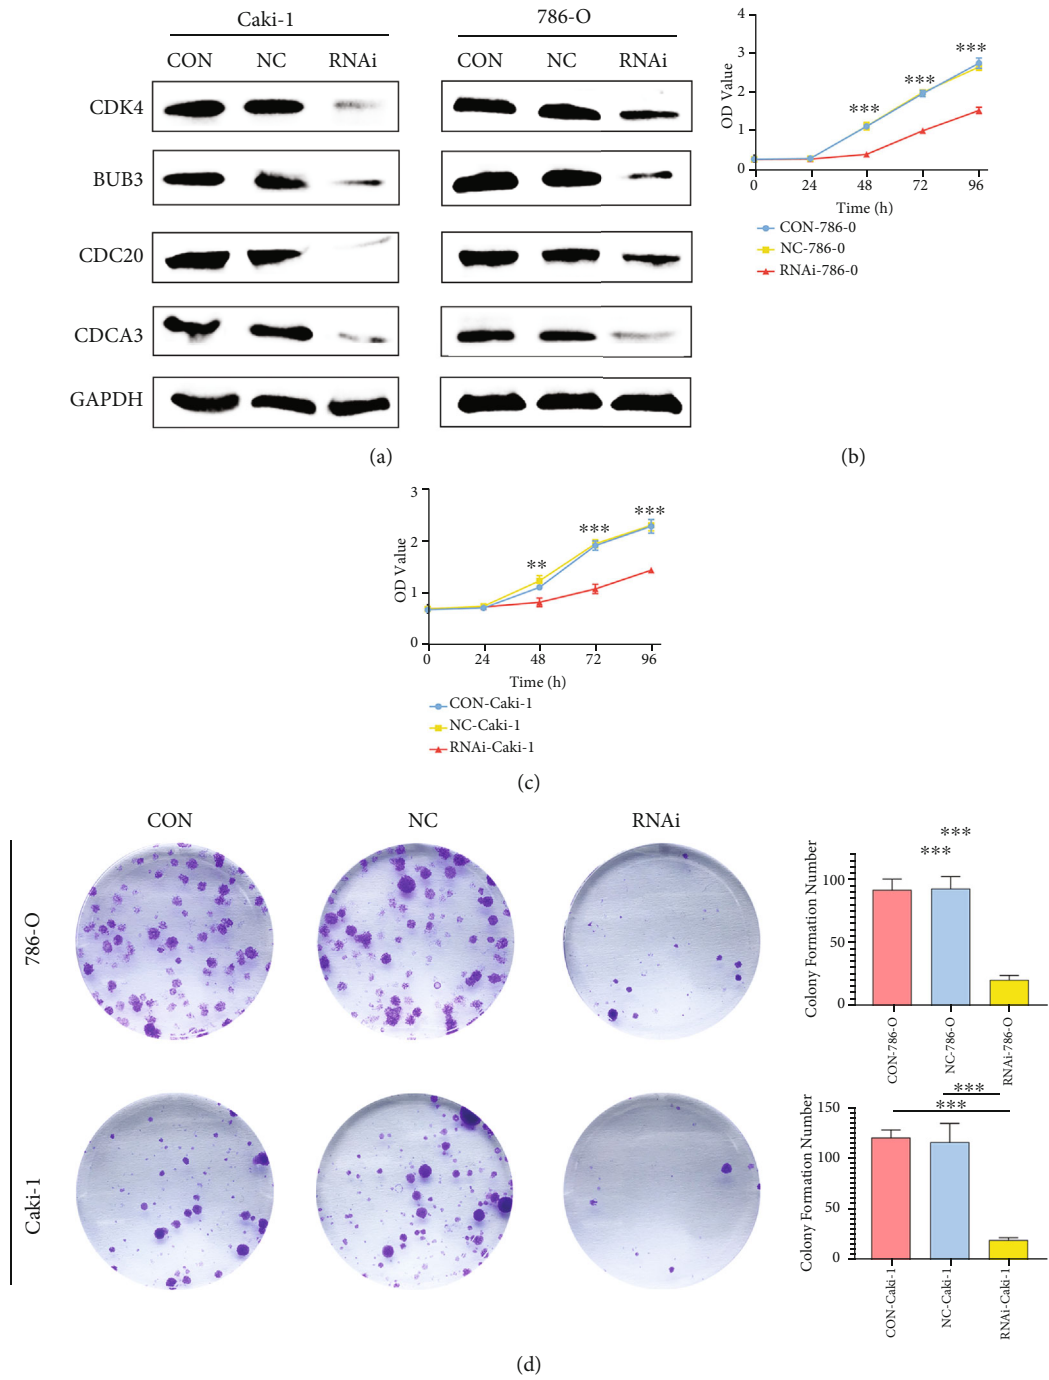 Caki-1
786-O
CON NC RNAi
CON NC RNAi
CDK4
BUB3
CDC20
CDCA3
GAPDH
(a)
4
3
2
1
0
OD Value
***
***
***
0 24 48 72 96
Time (h)
CON-786-0
NC-786-0
RNAi-786-0
(b)
3
2
1
0
OD Value
**
***
***
0 24 48 72 96
Time (h)
CON-Caki-1
NC-Caki-1
RNAi-Caki-1
(c)
CON NC RNAi
786-O
Caki-1
Colony Formation Number
100
50
0
***
***
CON-786-O
NC-786-O
RNAi-786-O
Colony Formation Number
150
100
50
0
***
***
CON-Caki-1
NC-Caki-1
RNAi-Caki-1
(d)